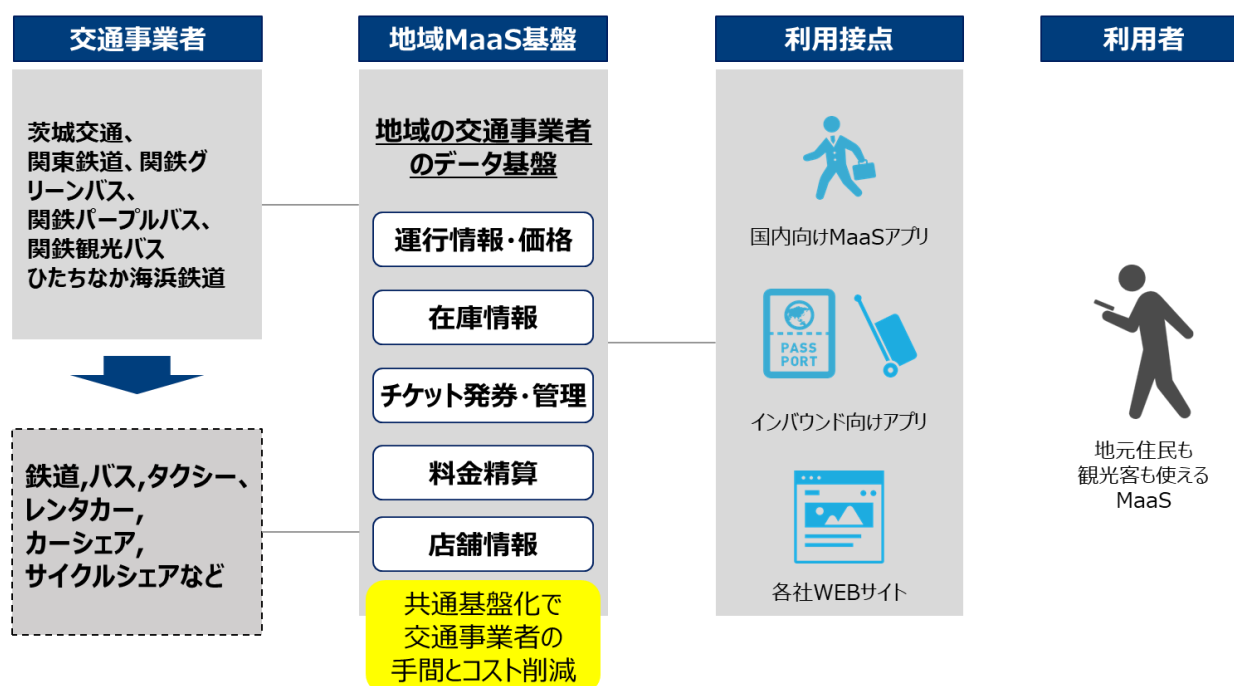 交通事業者
茨城交通、
関東鉄道、関鉄グ
リーンバス、
関鉄パープルバス、
関鉄観光バス
ひたちなか海浜鉄道
鉄道,バス,タクシー、
レンタカー,
カーシェア,
サイクルシェアなど
地域MaaS基盤
地域の交通事業者
のデータ基盤
運行情報・価格
在庫情報
チケット発券・管理
料金精算
店舗情報
共通基盤化で
交通事業者の
手間とコスト削減
利用接点
国内向けMaaSアプリ
PASS
PORT
インバウンド向けアプリ
各社WEBサイト
利用者
地元住民も
観光客も使える
MaaS